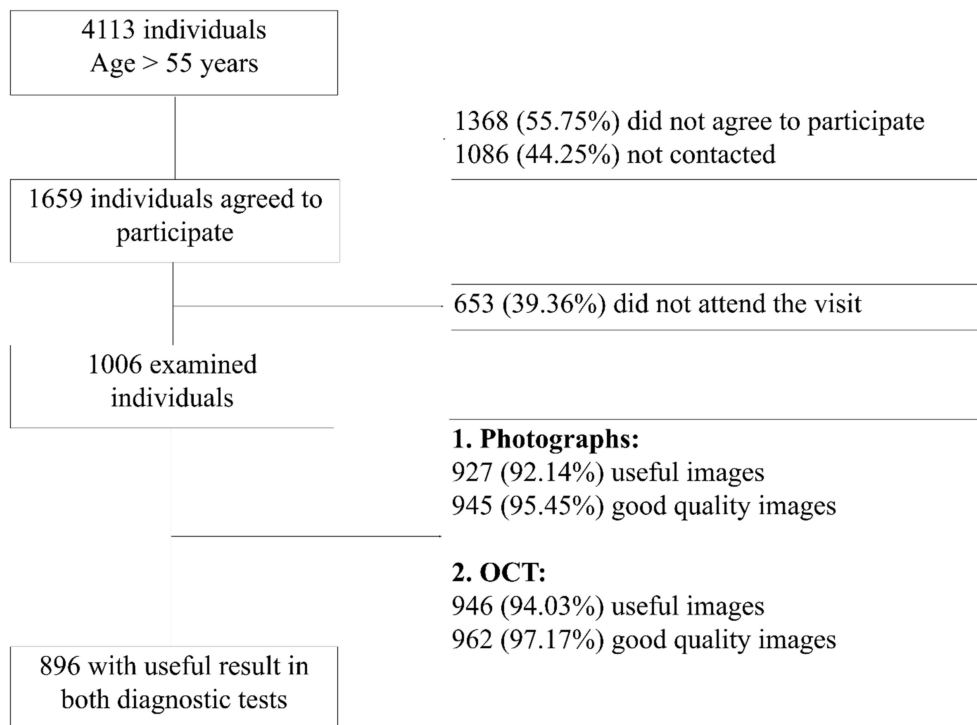 4113 individuals
Age > 55 years
1368 (55.75%) did not agree to participate
1086 (44.25%) not contacted
1659 individuals agreed to
participate
653 (39.36%) did not attend the visit
1006 examined
individuals
1. Photographs:
927 (92.14%) useful images
945 (95.45%) good quality images
2. OCT:
946 (94.03%) useful images
962 (97.17%) good quality images
896 with useful result in
both diagnostic tests